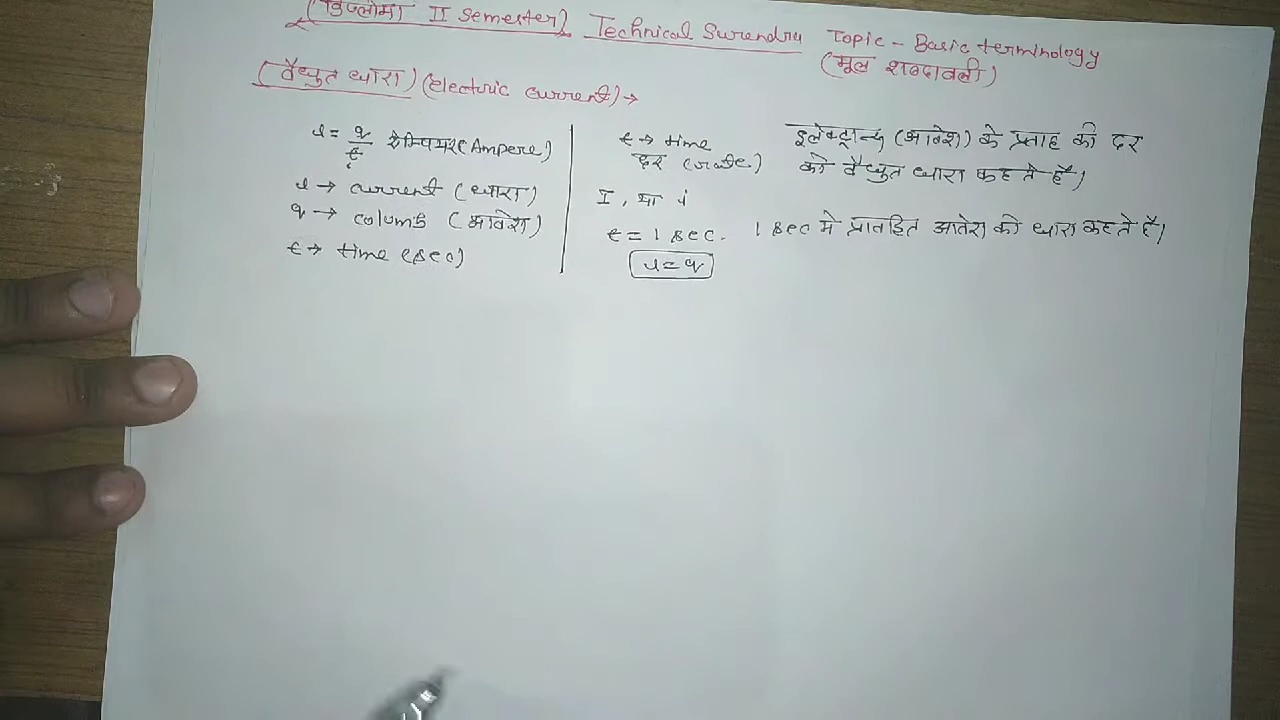 (डिप्लोमा II Semester) Technical Surendra Topic - Basic terminology
(मूल शब्दावली)
(वैधुत धारा) (electric current) →
i = q/t ऐम्पियर (Ampere)
i → current (धारा)
q → columb (आवेश)
t → time (sec)
t → time
दर (rate)
I, या i
t = 1 sec.
i = q
इलेक्ट्रान्स (आवेश) के प्रवाह की दर
को वैधुत धारा कहते है।
1 sec मे प्रावहित आवेश को धारा कहते है।